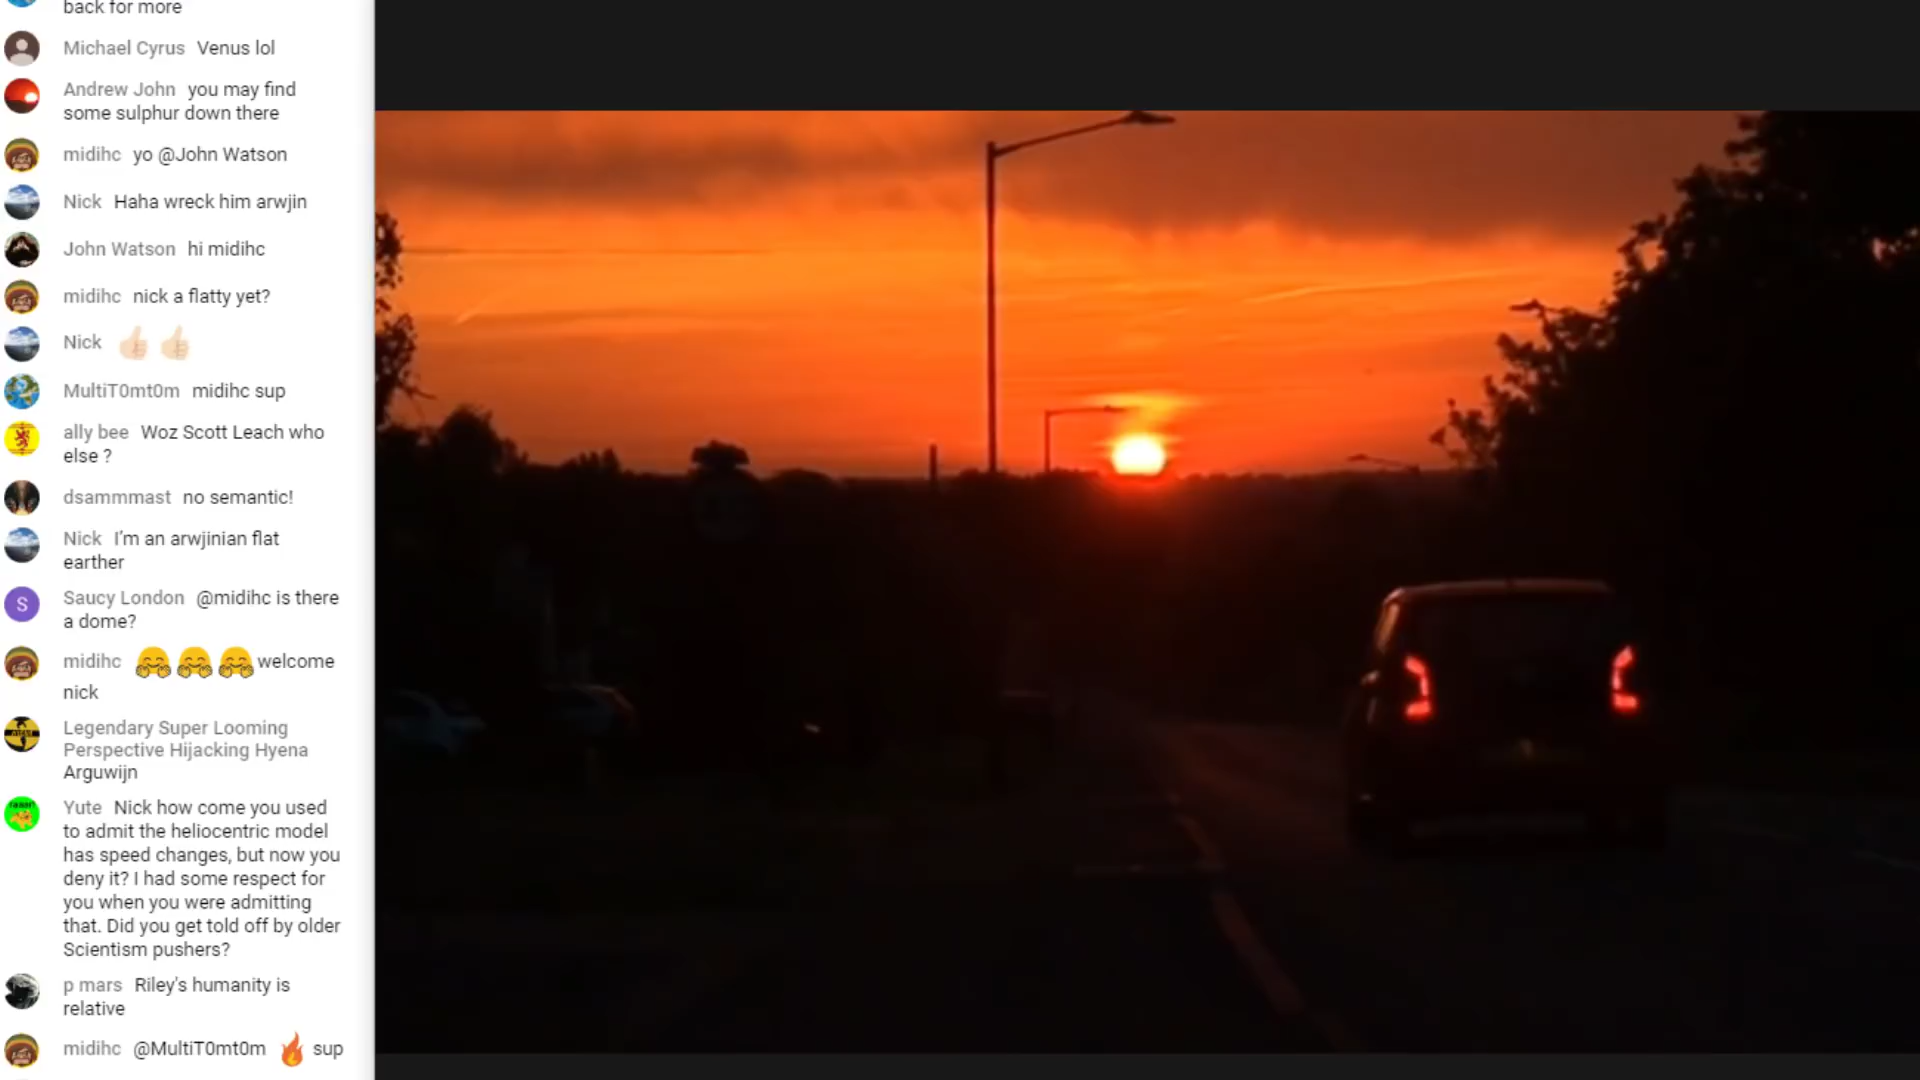 back for more
Michael Cyrus Venus lol
Andrew John you may find
some sulphur down there
midihc yo @John Watson
Nick Haha wreck him arwjin
John Watson hi midihc
midihc nick a flatty yet?
Nick 👍🏻 👍🏻
MultiT0mt0m midihc sup
ally bee Woz Scott Leach who
else ?
dsammmast no semantic!
Nick I'm an arwjinian flat
earther
S
Saucy London @midihc is there
a dome?
midihc 🤗🤗🤗 welcome
nick
Legendary Super Looming
Perspective Hijacking Hyena
Arguwijn
Yute Nick how come you used
to admit the heliocentric model
has speed changes, but now you
deny it? I had some respect for
you when you were admitting
that. Did you get told off by older
Scientism pushers?
p mars Riley's humanity is
relative
midihc @MultiT0mt0m 🔥 sup